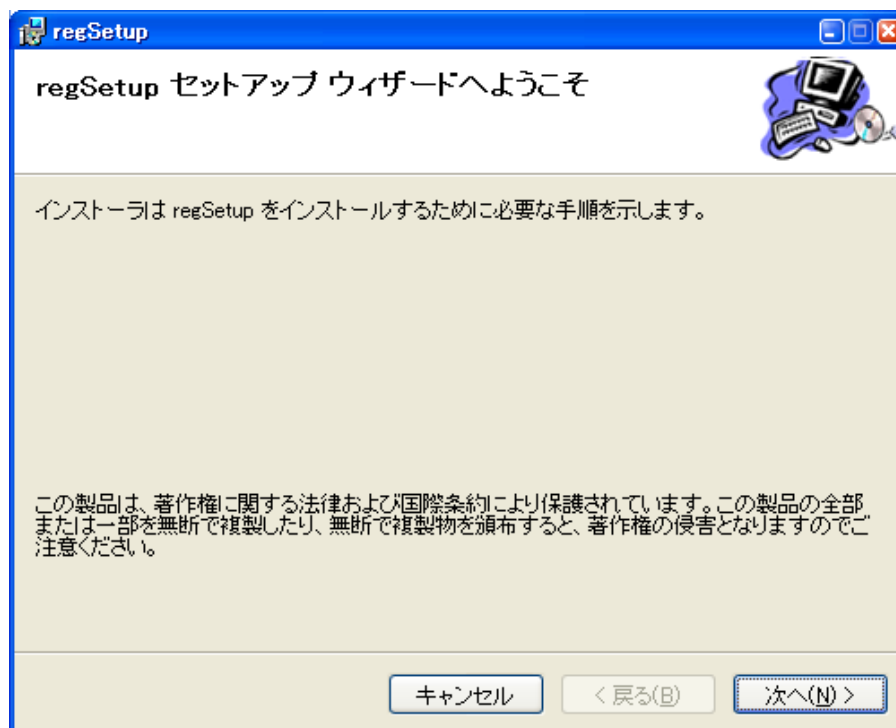 regSetup
regSetup セットアップ ウィザードへようこそ
インストーラは regSetup をインストールするために必要な手順を示します。
この製品は、著作権に関する法律および国際条約により保護されています。この製品の全部
または一部を無断で複製したり、無断で複製物を頒布すると、著作権の侵害となりますのでご
注意ください。
キャンセル
< 戻る(B)
次へ(N) >